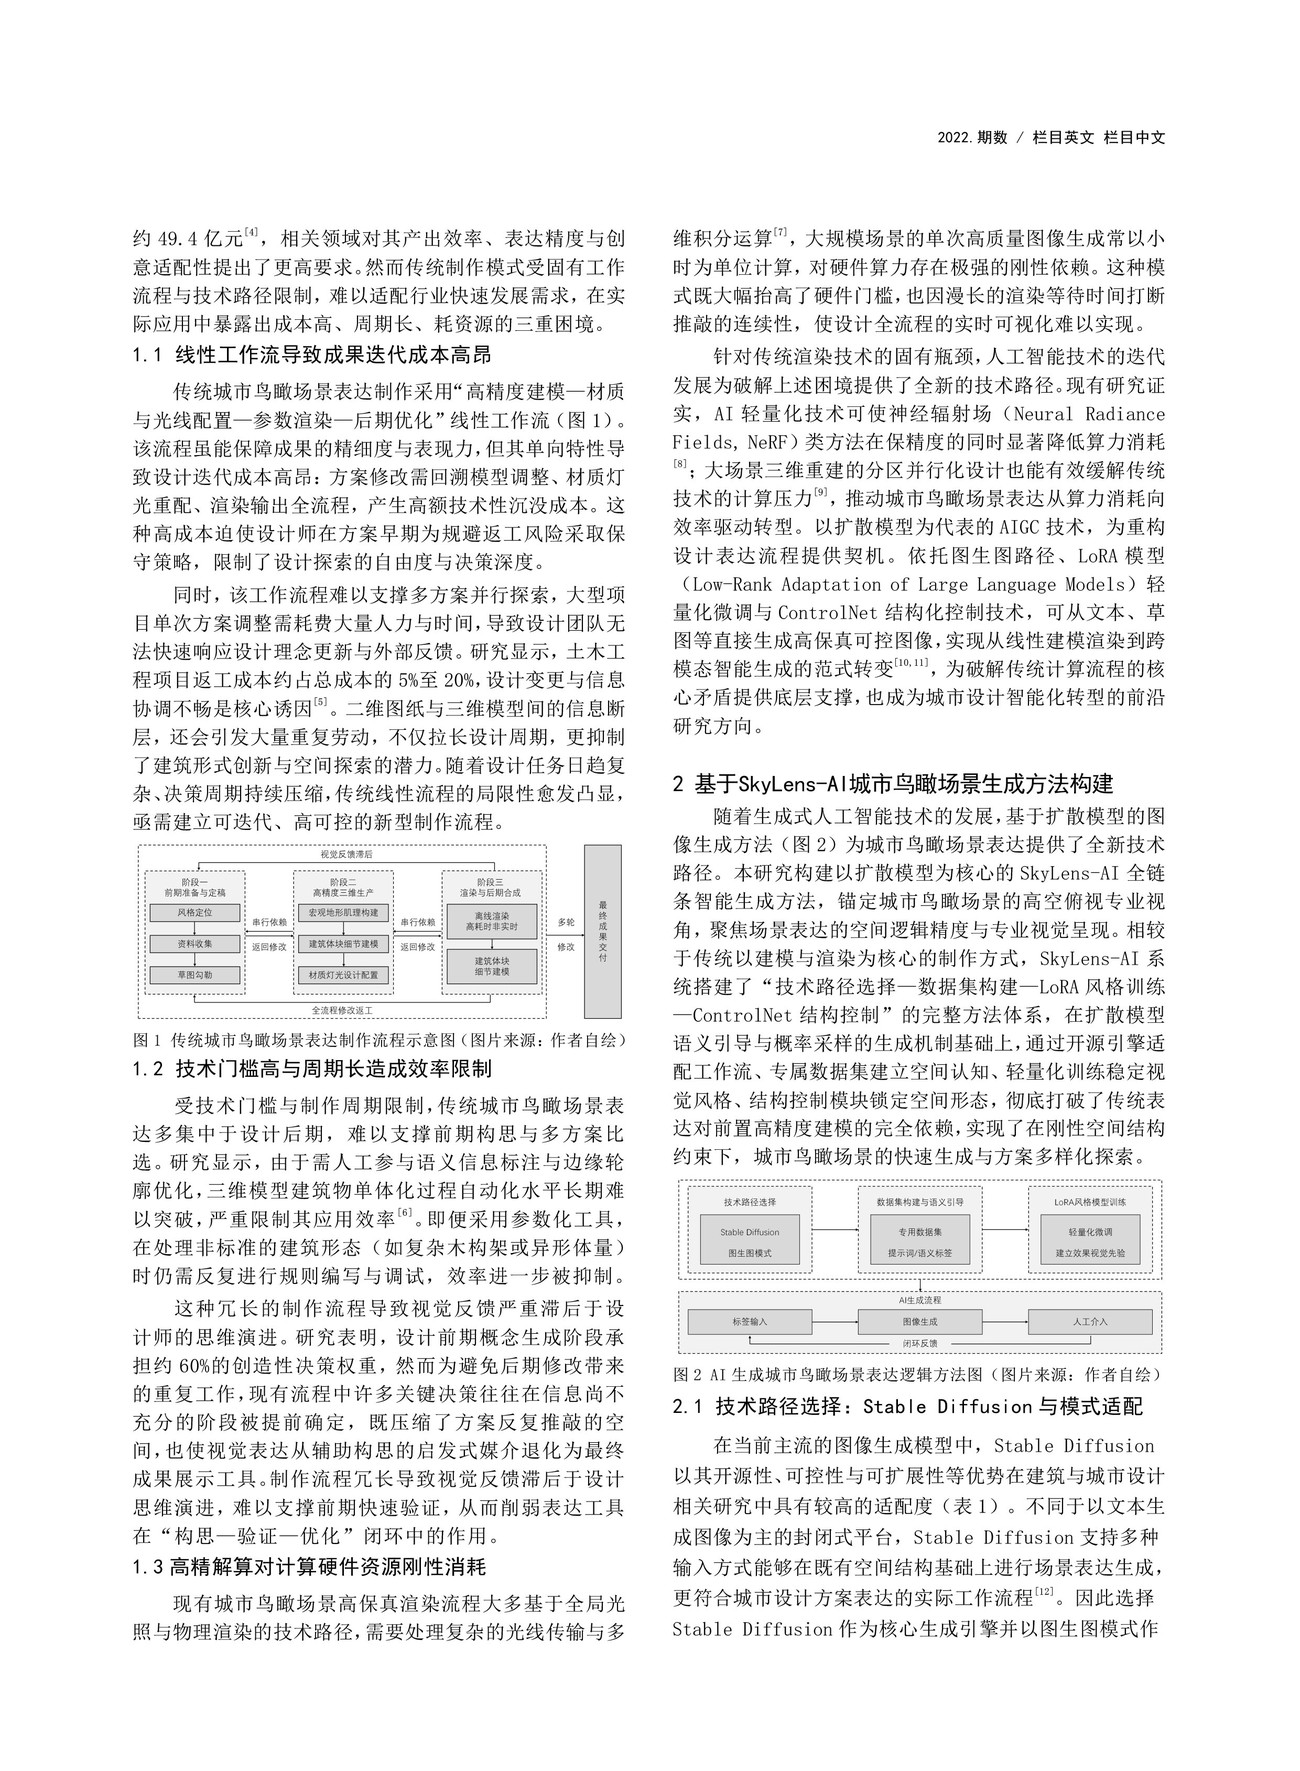 2022.期数 / 栏目英文 栏目中文
约 49.4 亿元[4]，相关领域对其产出效率、表达精度与创
意适配性提出了更高要求。然而传统制作模式受固有工作
流程与技术路径限制，难以适配行业快速发展需求，在实
际应用中暴露出成本高、周期长、耗资源的三重困境。
1.1 线性工作流导致成果迭代成本高昂
传统城市鸟瞰场景表达制作采用“高精度建模—材质
与光线配置—参数渲染—后期优化”线性工作流（图 1）。
该流程虽能保障成果的精细度与表现力，但其单向特性导
致设计迭代成本高昂：方案修改需回溯模型调整、材质灯
光重配、渲染输出全流程，产生高额技术性沉没成本。这
种高成本迫使设计师在方案早期为规避返工风险采取保
守策略，限制了设计探索的自由度与决策深度。
同时，该工作流程难以支撑多方案并行探索，大型项
目单次方案调整需耗费大量人力与时间，导致设计团队无
法快速响应设计理念更新与外部反馈。研究显示，土木工
程项目返工成本约占总成本的 5%至 20%，设计变更与信息
协调不畅是核心诱因[5]。二维图纸与三维模型间的信息断
层，还会引发大量重复劳动，不仅拉长设计周期，更抑制
了建筑形式创新与空间探索的潜力。随着设计任务日趋复
杂、决策周期持续压缩，传统线性流程的局限性愈发凸显，
亟需建立可迭代、高可控的新型制作流程。
视觉反馈滞后
阶段一
前期准备与定稿
风格定位
资料收集
草图勾勒
串行依赖
返回修改
阶段二
高精度三维生产
宏观地形肌理构建
建筑体块细节建模
材质灯光设计配置
串行依赖
返回修改
阶段三
渲染与后期合成
离线渲染
高耗时非实时
建筑体块
细节建模
多轮
修改
最终成果交付
全流程修改返工
图 1 传统城市鸟瞰场景表达制作流程示意图（图片来源：作者自绘）
1.2 技术门槛高与周期长造成效率限制
受技术门槛与制作周期限制，传统城市鸟瞰场景表
达多集中于设计后期，难以支撑前期构思与多方案比
选。研究显示，由于需人工参与语义信息标注与边缘轮
廓优化，三维模型建筑物单体化过程自动化水平长期难
以突破，严重限制其应用效率[6]。即便采用参数化工具，
在处理非标准的建筑形态（如复杂木构架或异形体量）
时仍需反复进行规则编写与调试，效率进一步被抑制。
这种冗长的制作流程导致视觉反馈严重滞后于设
计师的思维演进。研究表明，设计前期概念生成阶段承
担约 60%的创造性决策权重，然而为避免后期修改带来
的重复工作，现有流程中许多关键决策往往在信息尚不
充分的阶段被提前确定，既压缩了方案反复推敲的空
间，也使视觉表达从辅助构思的启发式媒介退化为最终
成果展示工具。制作流程冗长导致视觉反馈滞后于设计
思维演进，难以支撑前期快速验证，从而削弱表达工具
在“构思—验证—优化”闭环中的作用。
1.3 高精解算对计算硬件资源刚性消耗
现有城市鸟瞰场景高保真渲染流程大多基于全局光
照与物理渲染的技术路径，需要处理复杂的光线传输与多
维积分运算[7]，大规模场景的单次高质量图像生成常以小
时为单位计算，对硬件算力存在极强的刚性依赖。这种模
式既大幅抬高了硬件门槛，也因漫长的渲染等待时间打断
推敲的连续性，使设计全流程的实时可视化难以实现。
针对传统渲染技术的固有瓶颈，人工智能技术的迭代
发展为破解上述困境提供了全新的技术路径。现有研究证
实，AI 轻量化技术可使神经辐射场（Neural Radiance
Fields, NeRF）类方法在保精度的同时显著降低算力消耗
[8]；大场景三维重建的分区并行化设计也能有效缓解传统
技术的计算压力[9]，推动城市鸟瞰场景表达从算力消耗向
效率驱动转型。以扩散模型为代表的 AIGC 技术，为重构
设计表达流程提供契机。依托图生图路径、LoRA 模型
（Low-Rank Adaptation of Large Language Models）轻
量化微调与 ControlNet 结构化控制技术，可从文本、草
图等直接生成高保真可控图像，实现从线性建模渲染到跨
模态智能生成的范式转变[10,11]，为破解传统计算流程的核
心矛盾提供底层支撑，也成为城市设计智能化转型的前沿
研究方向。
2 基于SkyLens-AI城市鸟瞰场景生成方法构建
随着生成式人工智能技术的发展，基于扩散模型的图
像生成方法（图 2）为城市鸟瞰场景表达提供了全新技术
路径。本研究构建以扩散模型为核心的 SkyLens-AI 全链
条智能生成方法，锚定城市鸟瞰场景的高空俯视专业视
角，聚焦场景表达的空间逻辑精度与专业视觉呈现。相较
于传统以建模与渲染为核心的制作方式，SkyLens-AI 系
统搭建了“技术路径选择—数据集构建—LoRA 风格训练
—ControlNet 结构控制”的完整方法体系，在扩散模型
语义引导与概率采样的生成机制基础上，通过开源引擎适
配工作流、专属数据集建立空间认知、轻量化训练稳定视
觉风格、结构控制模块锁定空间形态，彻底打破了传统表
达对前置高精度建模的完全依赖，实现了在刚性空间结构
约束下，城市鸟瞰场景的快速生成与方案多样化探索。
技术路径选择
Stable Diffusion
图生图模式
数据集构建与语义引导
专用数据集
提示词/语义标签
LoRA风格模型训练
轻量化微调
建立效果视觉先验
AI生成流程
标签输入
图像生成
人工介入
闭环反馈
图 2 AI 生成城市鸟瞰场景表达逻辑方法图（图片来源：作者自绘）
2.1 技术路径选择：Stable Diffusion 与模式适配
在当前主流的图像生成模型中，Stable Diffusion
以其开源性、可控性与可扩展性等优势在建筑与城市设计
相关研究中具有较高的适配度（表 1）。不同于以文本生
成图像为主的封闭式平台，Stable Diffusion 支持多种
输入方式能够在既有空间结构基础上进行场景表达生成，
更符合城市设计方案表达的实际工作流程[12]。因此选择
Stable Diffusion 作为核心生成引擎并以图生图模式作